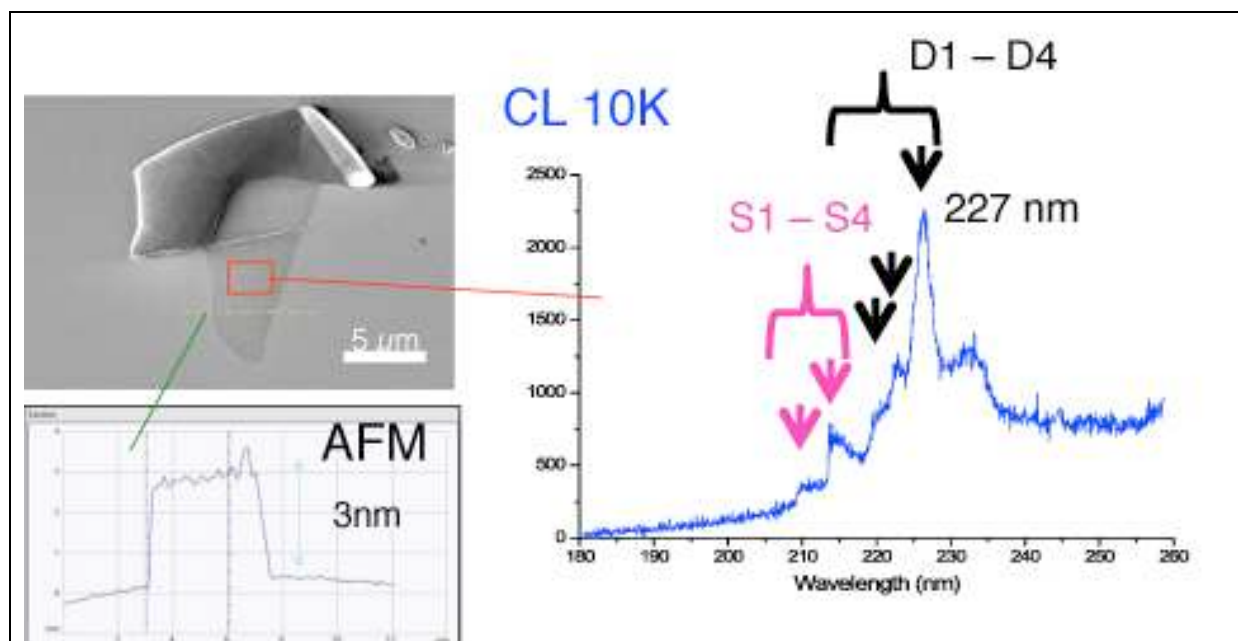 D1 – D4
CL 10K
S1 – S4
227 nm
5 µm
AFM
3nm
2500
2000
1500
1000
500
0
180 190 200 210 220 230 240 250 260
Wavelength (nm)